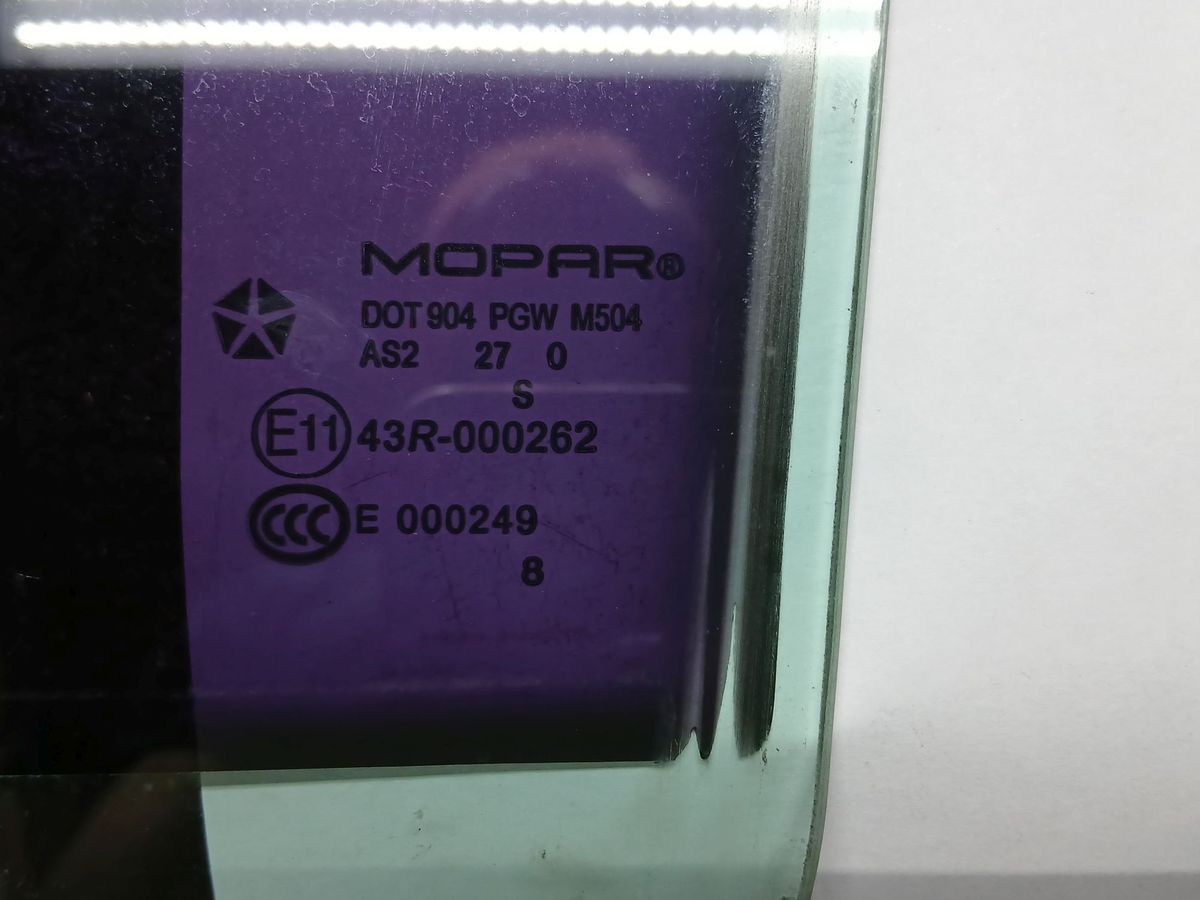 MOPAR®
DOT 904 PGW M504
AS2 27 0
S
E11 43R-000262
CCC E 000249
8